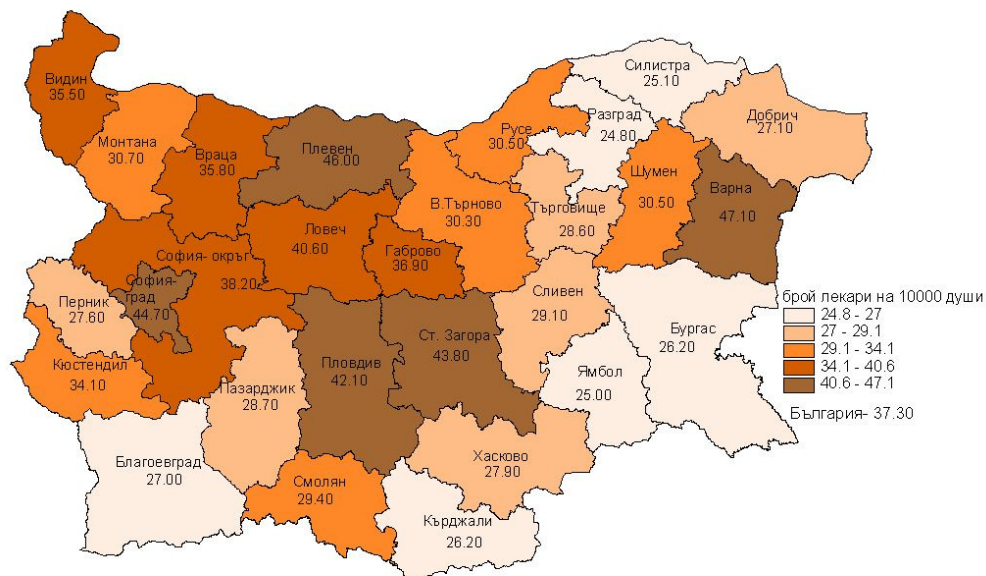 Видин
35.50
Монтана
30.70
Враца
35.80
Плевен
46.00
Русе
30.50
Силистра
25.10
Разград
24.80
Добрич
27.10
Шумен
30.50
Варна
47.10
В.Търново
30.30
Търговище
28.60
Ловеч
40.60
Габрово
36.90
София- окръг
38.20
София-
град
44.70
Перник
27.60
Кюстендил
34.10
Сливен
29.10
Бургас
26.20
Ст. Загора
43.80
Пловдив
42.10
Ямбол
25.00
Пазарджик
28.70
Благоевград
27.00
Смолян
29.40
Хасково
27.90
Кърджали
26.20
брой лекари на 10000 души
24.8 - 27
27 - 29.1
29.1 - 34.1
34.1 - 40.6
40.6 - 47.1
България- 37.30